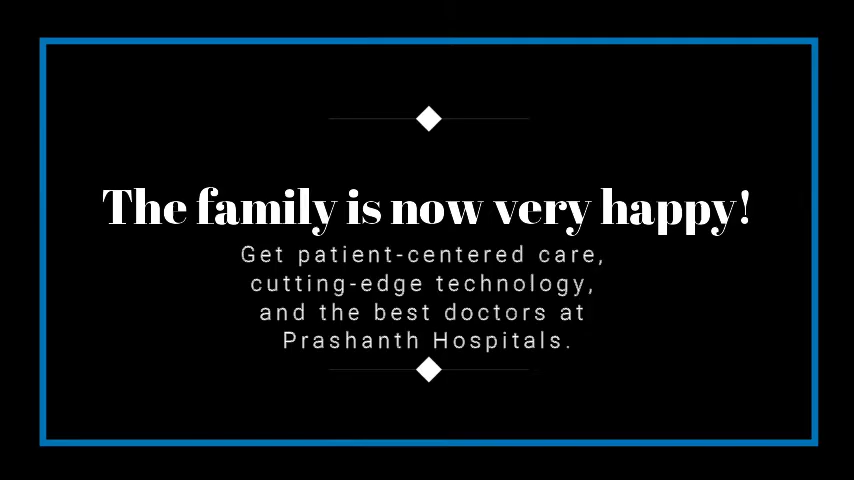 The family is now very happy!
Get patient-centered care,
cutting-edge technology,
and the best doctors at
Prashanth Hospitals.